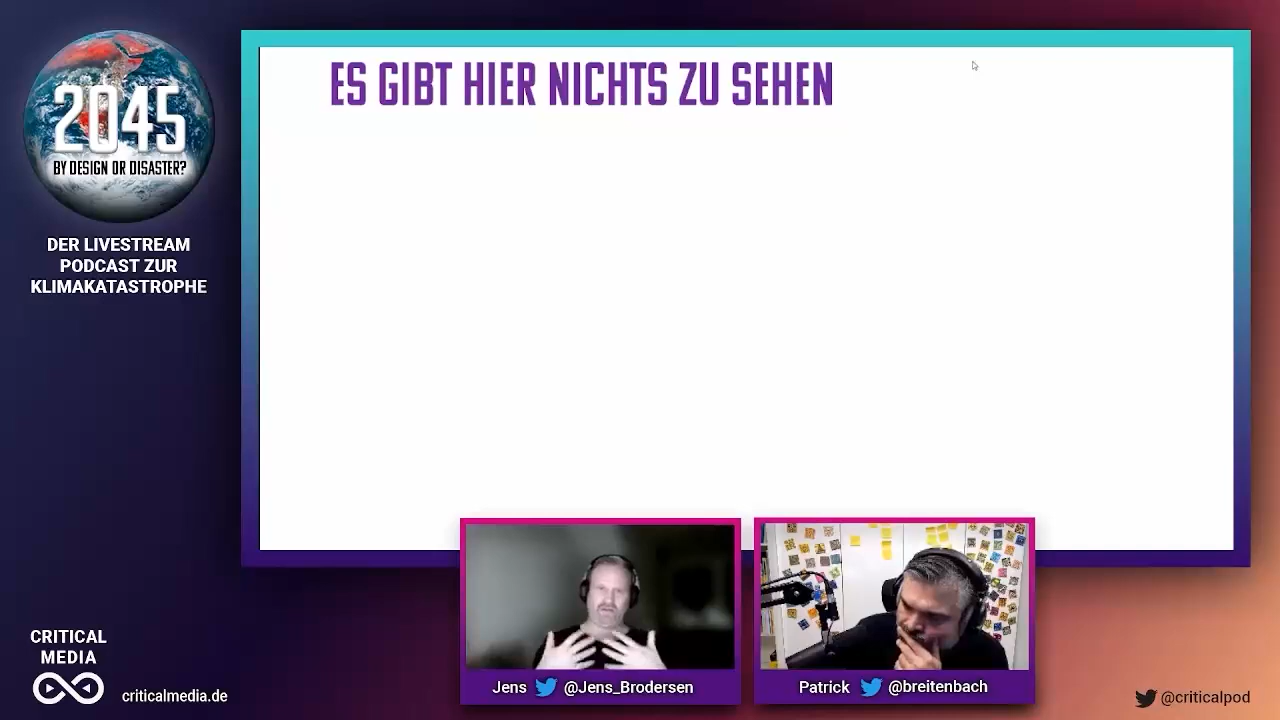 2045
BY DESIGN OR DISASTER?
DER LIVESTREAM
PODCAST ZUR
KLIMAKATASTROPHE
ES GIBT HIER NICHTS ZU SEHEN
Jens @Jens_Brodersen
Patrick @breitenbach
CRITICAL
MEDIA
criticalmedia.de
@criticalpod